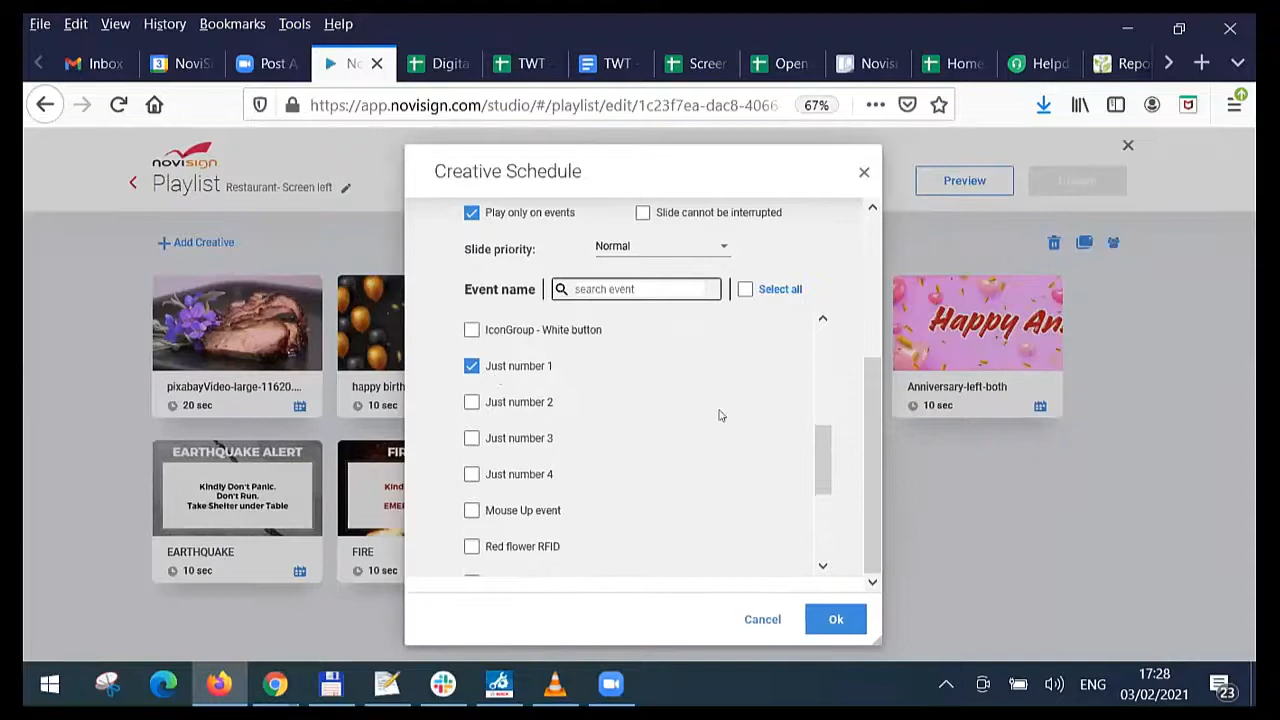 File Edit View History Bookmarks Tools Help
Inbox
3 NoviS
Post A
No
Digita
TWT
TWT
Screer
Open
Novis
Home
Helpd
Repo
https://app.novisign.com/studio/#/playlist/edit/1c23f7ea-dac8-4066
67%
novisign
Playlist Restaurant- Screen left
Creative Schedule
Preview
Add Creative
Play only on events
Slide cannot be interrupted
Slide priority:
Normal
Event name
search event
Select all
IconGroup - White button
Just number 1
Just number 2
Just number 3
Just number 4
Mouse Up event
Red flower RFID
Cancel
Ok
pixabayVideo-large-11620....
20 sec
happy birth
10 sec
Happy An
Anniversary-left-both
10 sec
EARTHQUAKE ALERT
Kindly Don't Panic.
Don't Run.
Take Shelter under Table
EARTHQUAKE
10 sec
FIR
Kind
EME
FIRE
10 sec
ENG
17:28
03/02/2021
23